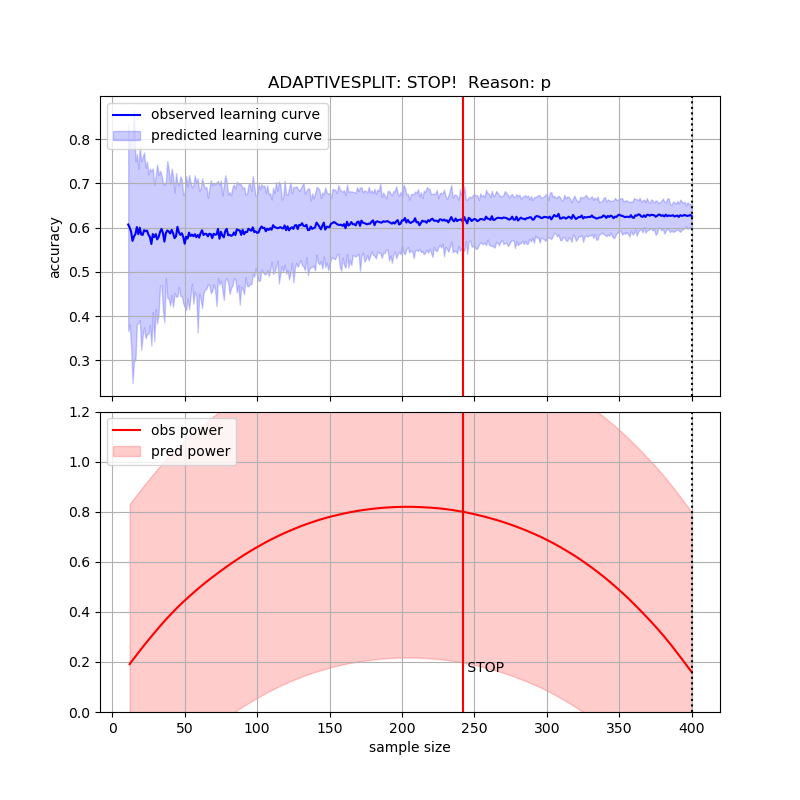 ADAPTIVESPLIT: STOP!  Reason: p
observed learning curve
predicted learning curve
accuracy
0.8
0.7
0.6
0.5
0.4
0.3
obs power
pred power
1.2
1.0
0.8
0.6
0.4
0.2
0.0
STOP
0 50 100 150 200 250 300 350 400
sample size